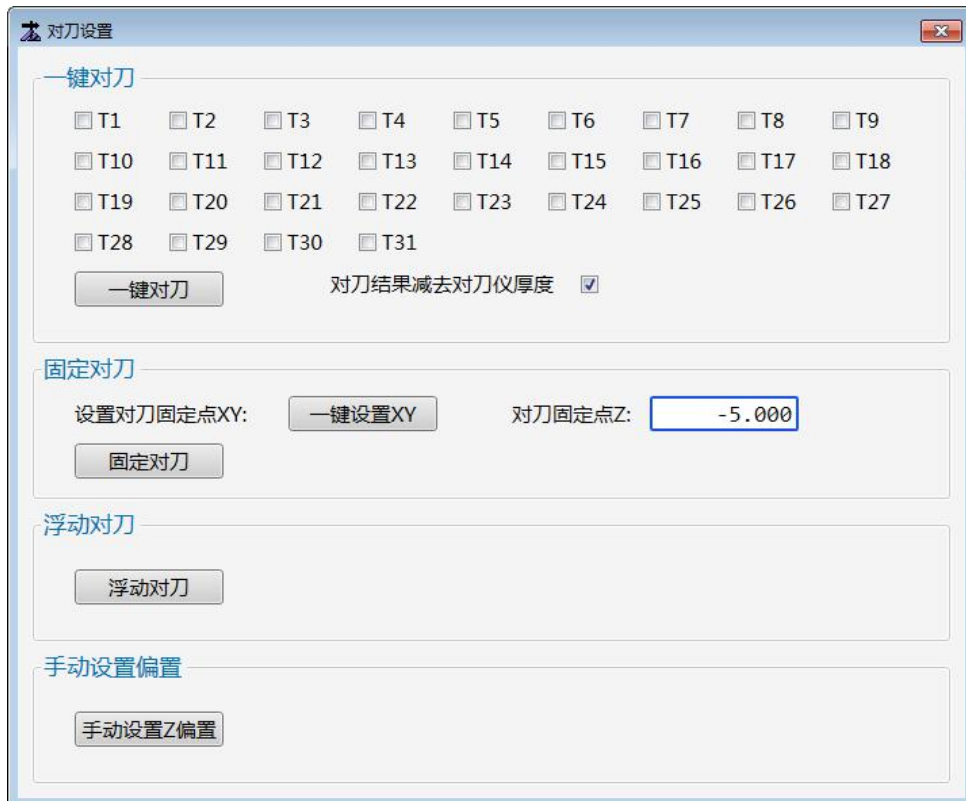 对刀设置
一键对刀
T1 T2 T3 T4 T5 T6 T7 T8 T9
T10 T11 T12 T13 T14 T15 T16 T17 T18
T19 T20 T21 T22 T23 T24 T25 T26 T27
T28 T29 T30 T31
一键对刀 对刀结果减去对刀仪厚度
固定对刀
设置对刀固定点XY: 一键设置XY 对刀固定点Z: -5.000
固定对刀
浮动对刀
浮动对刀
手动设置偏置
手动设置Z偏置